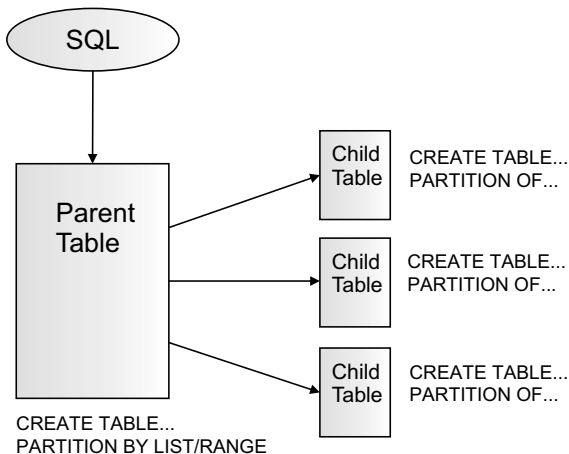 SQL
Parent
Table
Child
Table
CREATE TABLE...
PARTITION OF...
Child
Table
CREATE TABLE...
PARTITION OF...
Child
Table
CREATE TABLE...
PARTITION OF...
CREATE TABLE...
PARTITION BY LIST/RANGE